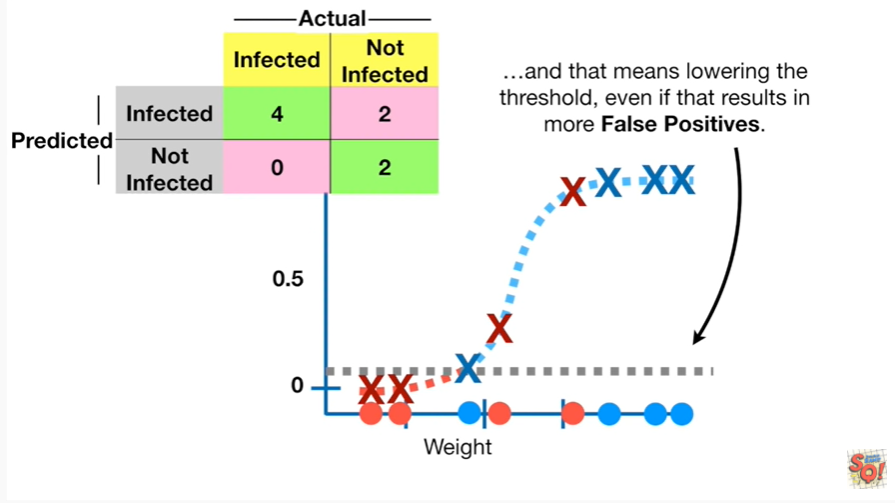 Actual
Infected
Not
Infected
Predicted
Infected
4
2
Not
Infected
0
2
…and that means lowering the
threshold, even if that results in
more False Positives.
0.5
0
X X X X X X X X
Weight
SQ!